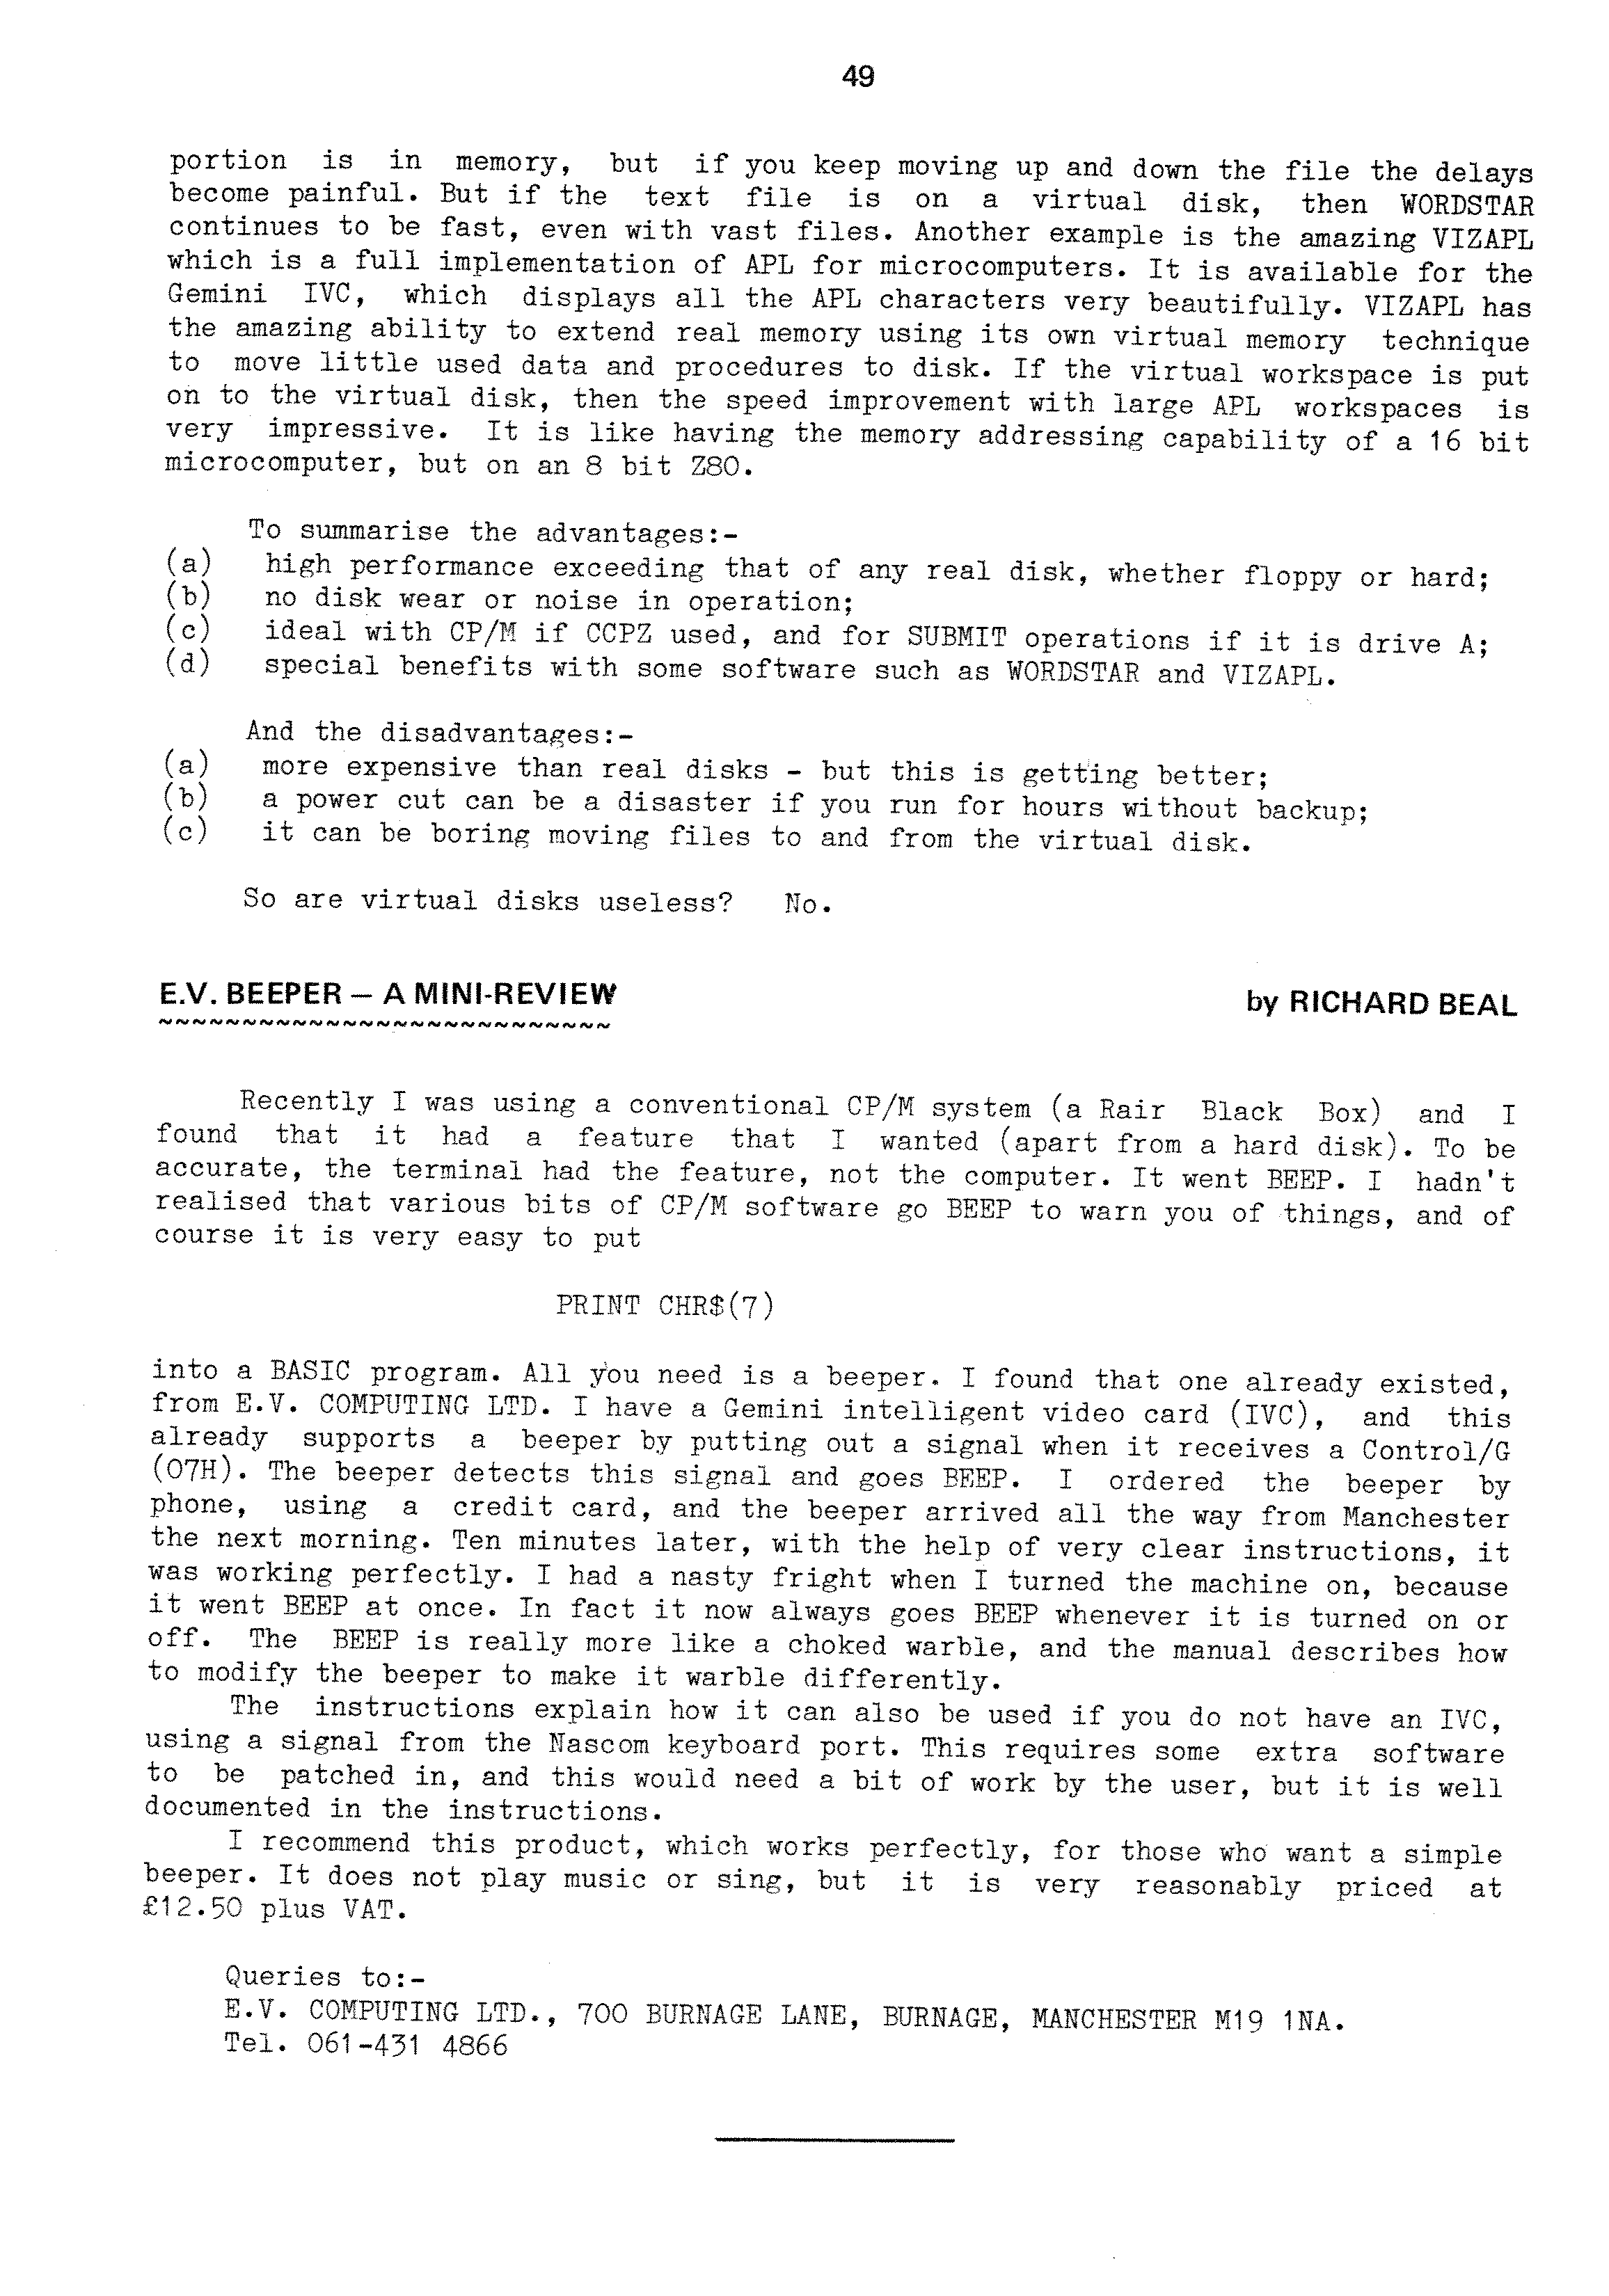 49
portion is in memory, but if you keep moving up and down the file the delays
become painful. But if the text file is on a virtual disk, then WORDSTAR
continues to be fast, even with vast files. Another example is the amazing VIZAPL
which is a full implementation of APL for microcomputers. It is available for the
Gemini IVC, which displays all the APL characters very beautifully. VIZAPL has
the amazing ability to extend real memory using its own virtual memory technique
to move little used data and procedures to disk. If the virtual workspace is put
on to the virtual disk, then the speed improvement with large APL workspaces is
very impressive. It is like having the memory addressing capability of a 16 bit
microcomputer, but on an 8 bit Z80.
To summarise the advantages:-
(a) high performance exceeding that of any real disk, whether floppy or hard;
(b) no disk wear or noise in operation;
(c) ideal with CP/M if CCPZ used, and for SUBMIT operations if it is drive A;
(d) special benefits with some software such as WORDSTAR and VIZAPL.
And the disadvantages:-
(a) more expensive than real disks - but this is getting better;
(b) a power cut can be a disaster if you run for hours without backup;
(c) it can be boring moving files to and from the virtual disk.
So are virtual disks useless? No.
E.V. BEEPER — A MINI-REVIEW by RICHARD BEAL
~~~~~~~~~~~~~~~~~~~~~~~~~~~
Recently I was using a conventional CP/M system (a Rair Black Box) and I
found that it had a feature that I wanted (apart from a hard disk). To be
accurate, the terminal had the feature, not the computer. It went BEEP. I hadn't
realised that various bits of CP/M software go BEEP to warn you of things, and of
course it is very easy to put
PRINT CHR$(7)
into a BASIC program. All you need is a beeper. I found that one already existed,
from E.V. COMPUTING LTD. I have a Gemini intelligent video card (IVC), and this
already supports a beeper by putting out a signal when it receives a Control/G
(07H). The beeper detects this signal and goes BEEP. I ordered the beeper by
phone, using a credit card, and the beeper arrived all the way from Manchester
the next morning. Ten minutes later, with the help of very clear instructions, it
was working perfectly. I had a nasty fright when I turned the machine on, because
it went BEEP at once. In fact it now always goes BEEP whenever it is turned on or
off. The BEEP is really more like a choked warble, and the manual describes how
to modify the beeper to make it warble differently.
The instructions explain how it can also be used if you do not have an IVC,
using a signal from the Nascom keyboard port. This requires some extra software
to be patched in, and this would need a bit of work by the user, but it is well
documented in the instructions.
I recommend this product, which works perfectly, for those who want a simple
beeper. It does not play music or sing, but it is very reasonably priced at
£12.50 plus VAT.
Queries to:-
E.V. COMPUTING LTD., 700 BURNAGE LANE, BURNAGE, MANCHESTER M19 1NA.
Tel. 061-431 4866